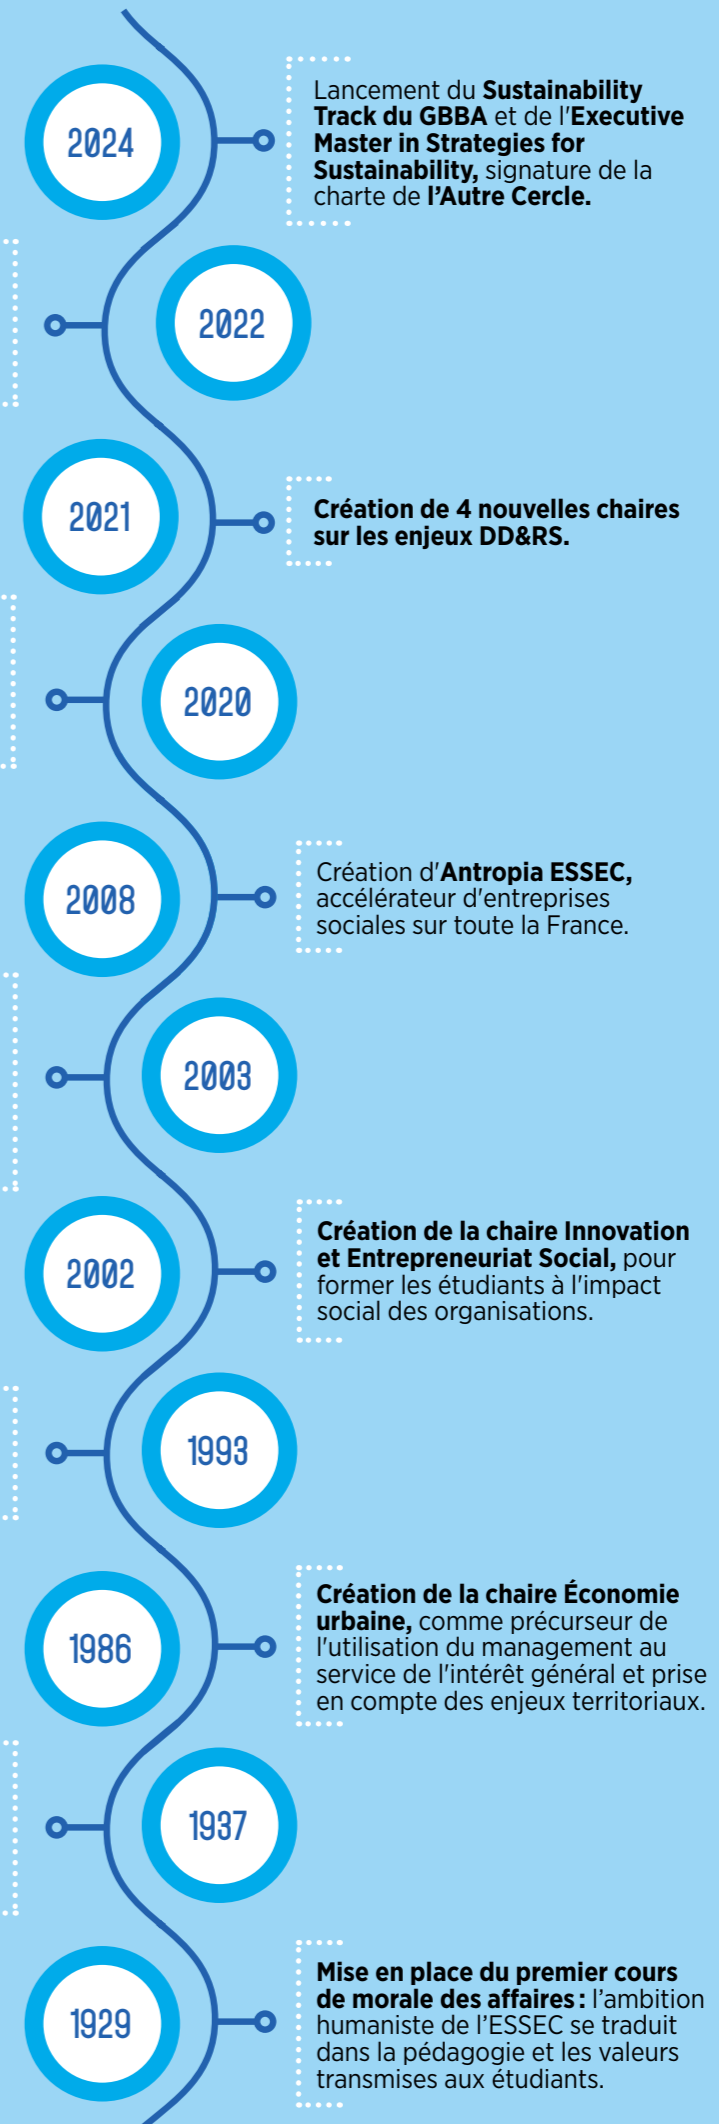 2024
Lancement du Sustainability
Track du GBBA et de l'Executive
Master in Strategies for
Sustainability, signature de la
charte de l’Autre Cercle.
2022
2021
Création de 4 nouvelles chaires
sur les enjeux DD&RS.
2020
2008
Création d'Antropia ESSEC,
accélérateur d'entreprises
sociales sur toute la France.
2003
2002
Création de la chaire Innovation
et Entrepreneuriat Social, pour
former les étudiants à l'impact
social des organisations.
1993
1986
Création de la chaire Économie
urbaine, comme précurseur de
l'utilisation du management au
service de l'intérêt général et prise
en compte des enjeux territoriaux.
1937
1929
Mise en place du premier cours
de morale des affaires : l’ambition
humaniste de l’ESSEC se traduit
dans la pédagogie et les valeurs
transmises aux étudiants.